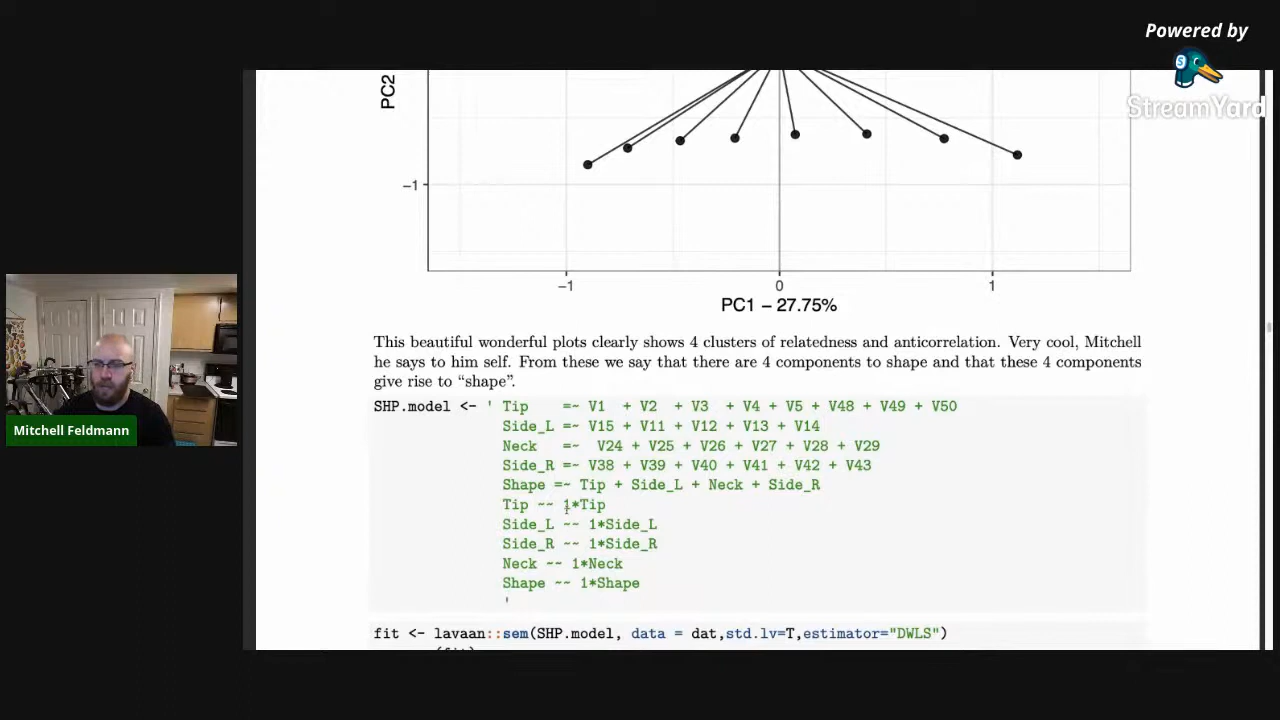 Powered by
StreamYard
PC2
−1
−1
0
1
PC1 − 27.75%
This beautiful wonderful plots clearly shows 4 clusters of relatedness and anticorrelation. Very cool, Mitchell
he says to him self. From these we say that there are 4 components to shape and that these 4 components
give rise to “shape”.
SHP.model <- ' Tip =~ V1 + V2 + V3 + V4 + V5 + V48 + V49 + V50
Side_L =~ V15 + V11 + V12 + V13 + V14
Neck =~ V24 + V25 + V26 + V27 + V28 + V29
Side_R =~ V38 + V39 + V40 + V41 + V42 + V43
Shape =~ Tip + Side_L + Neck + Side_R
Tip ~~ 1*Tip
Side_L ~~ 1*Side_L
Side_R ~~ 1*Side_R
Neck ~~ 1*Neck
Shape ~~ 1*Shape
'
fit <- lavaan::sem(SHP.model, data = dat,std.lv=T,estimator="DWLS")
Mitchell Feldmann